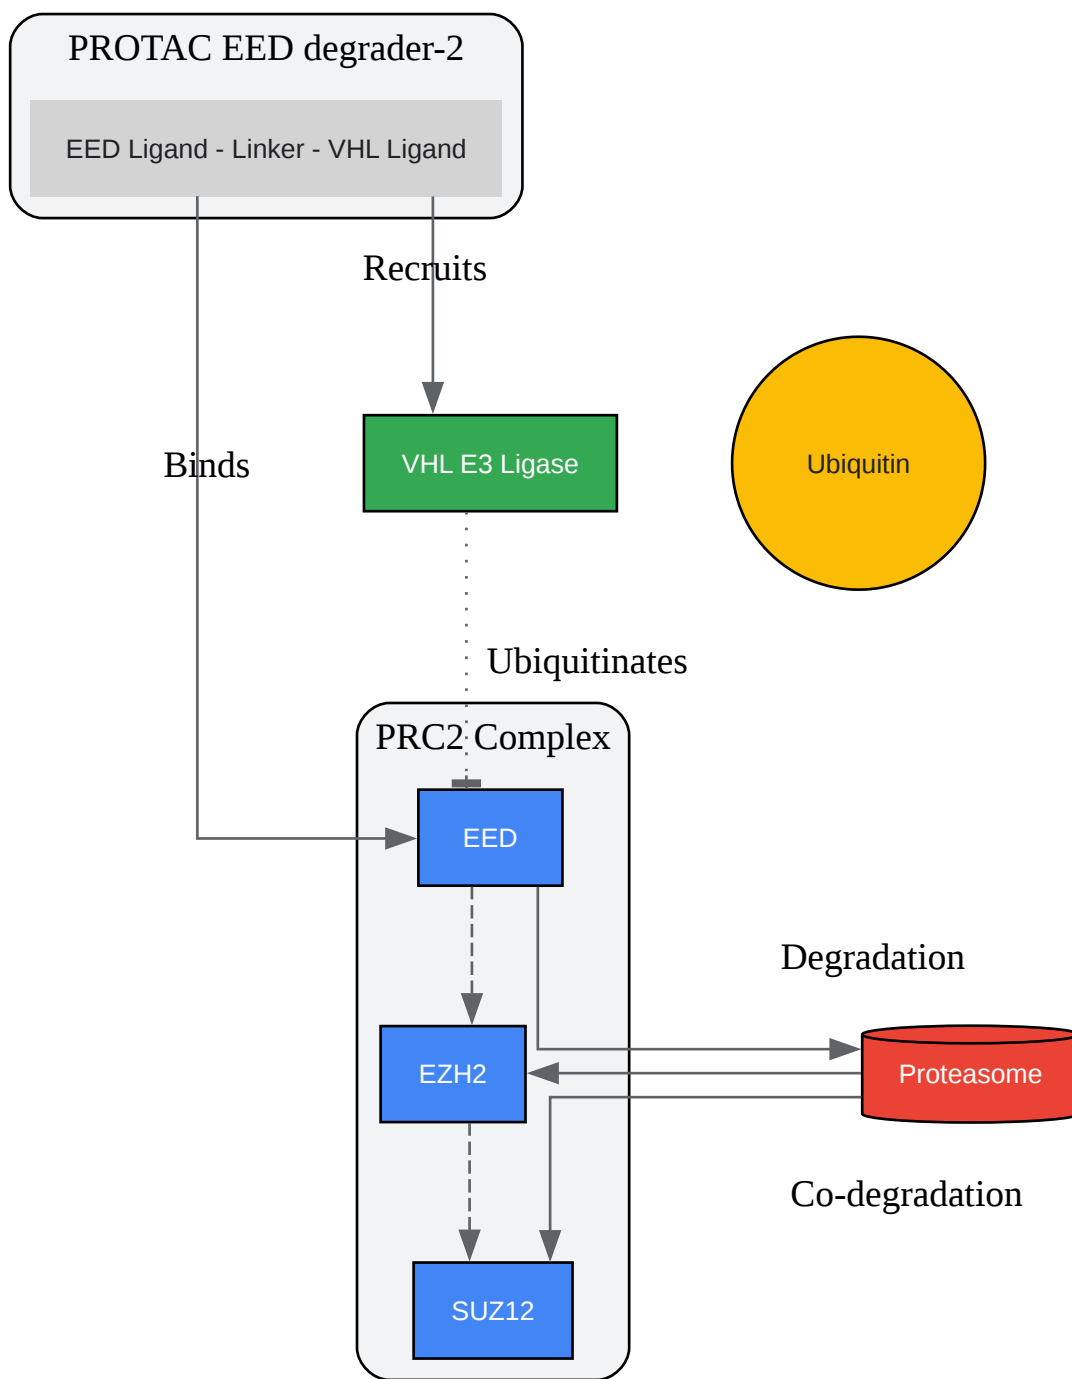 PROTAC EED degrader-2
EED Ligand - Linker - VHL Ligand
Recruits
Binds
VHL E3 Ligase
Ubiquitin
Ubiquitinates
PRC2 Complex
EED
Degradation
EZH2
Proteasome
Co-degradation
SUZ12